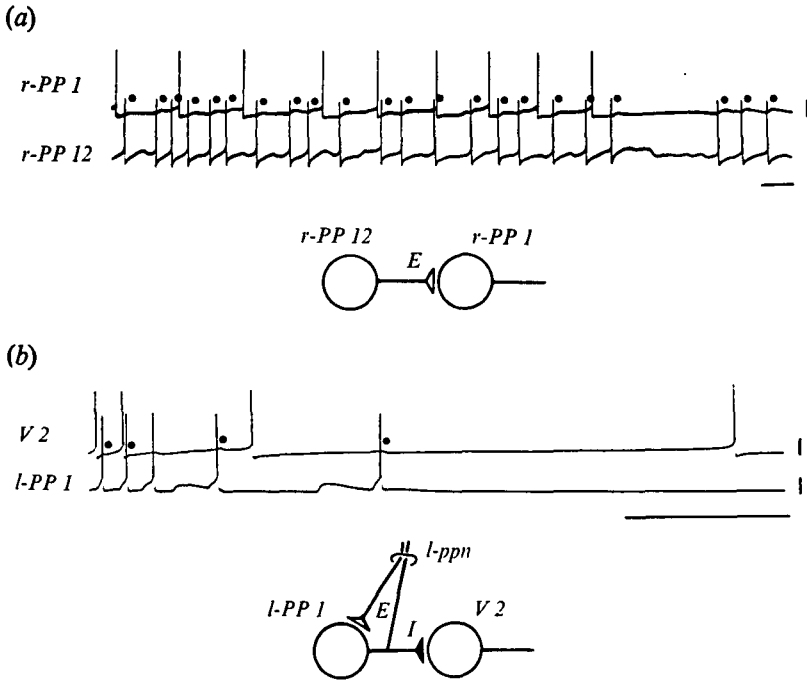 (a)
r-PP 1
r-PP 12
r-PP 12
r-PP 1
E
(b)
V 2
l-PP 1
l-ppn
l-PP 1
E
V 2
I